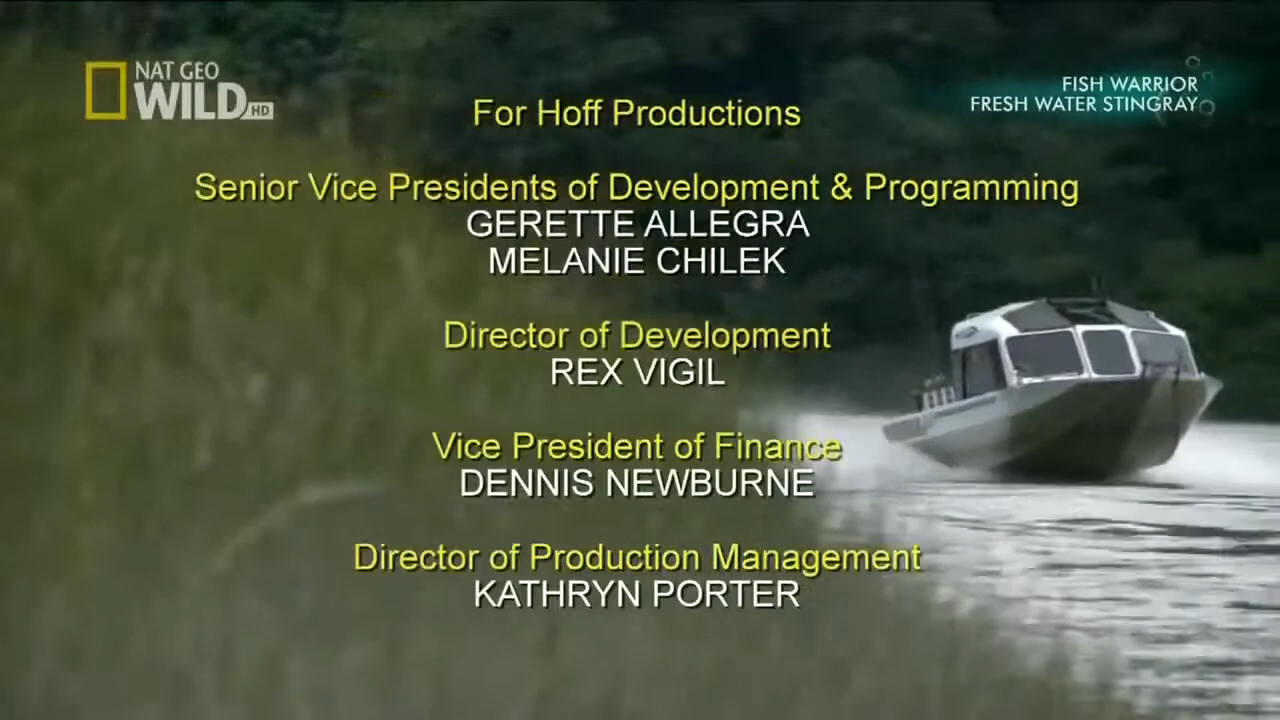 NAT GEO
WILD HD
FISH WARRIOR
FRESH WATER STINGRAY
For Hoff Productions
Senior Vice Presidents of Development & Programming
GERETTE ALLEGRA
MELANIE CHILEK
Director of Development
REX VIGIL
Vice President of Finance
DENNIS NEWBURNE
Director of Production Management
KATHRYN PORTER